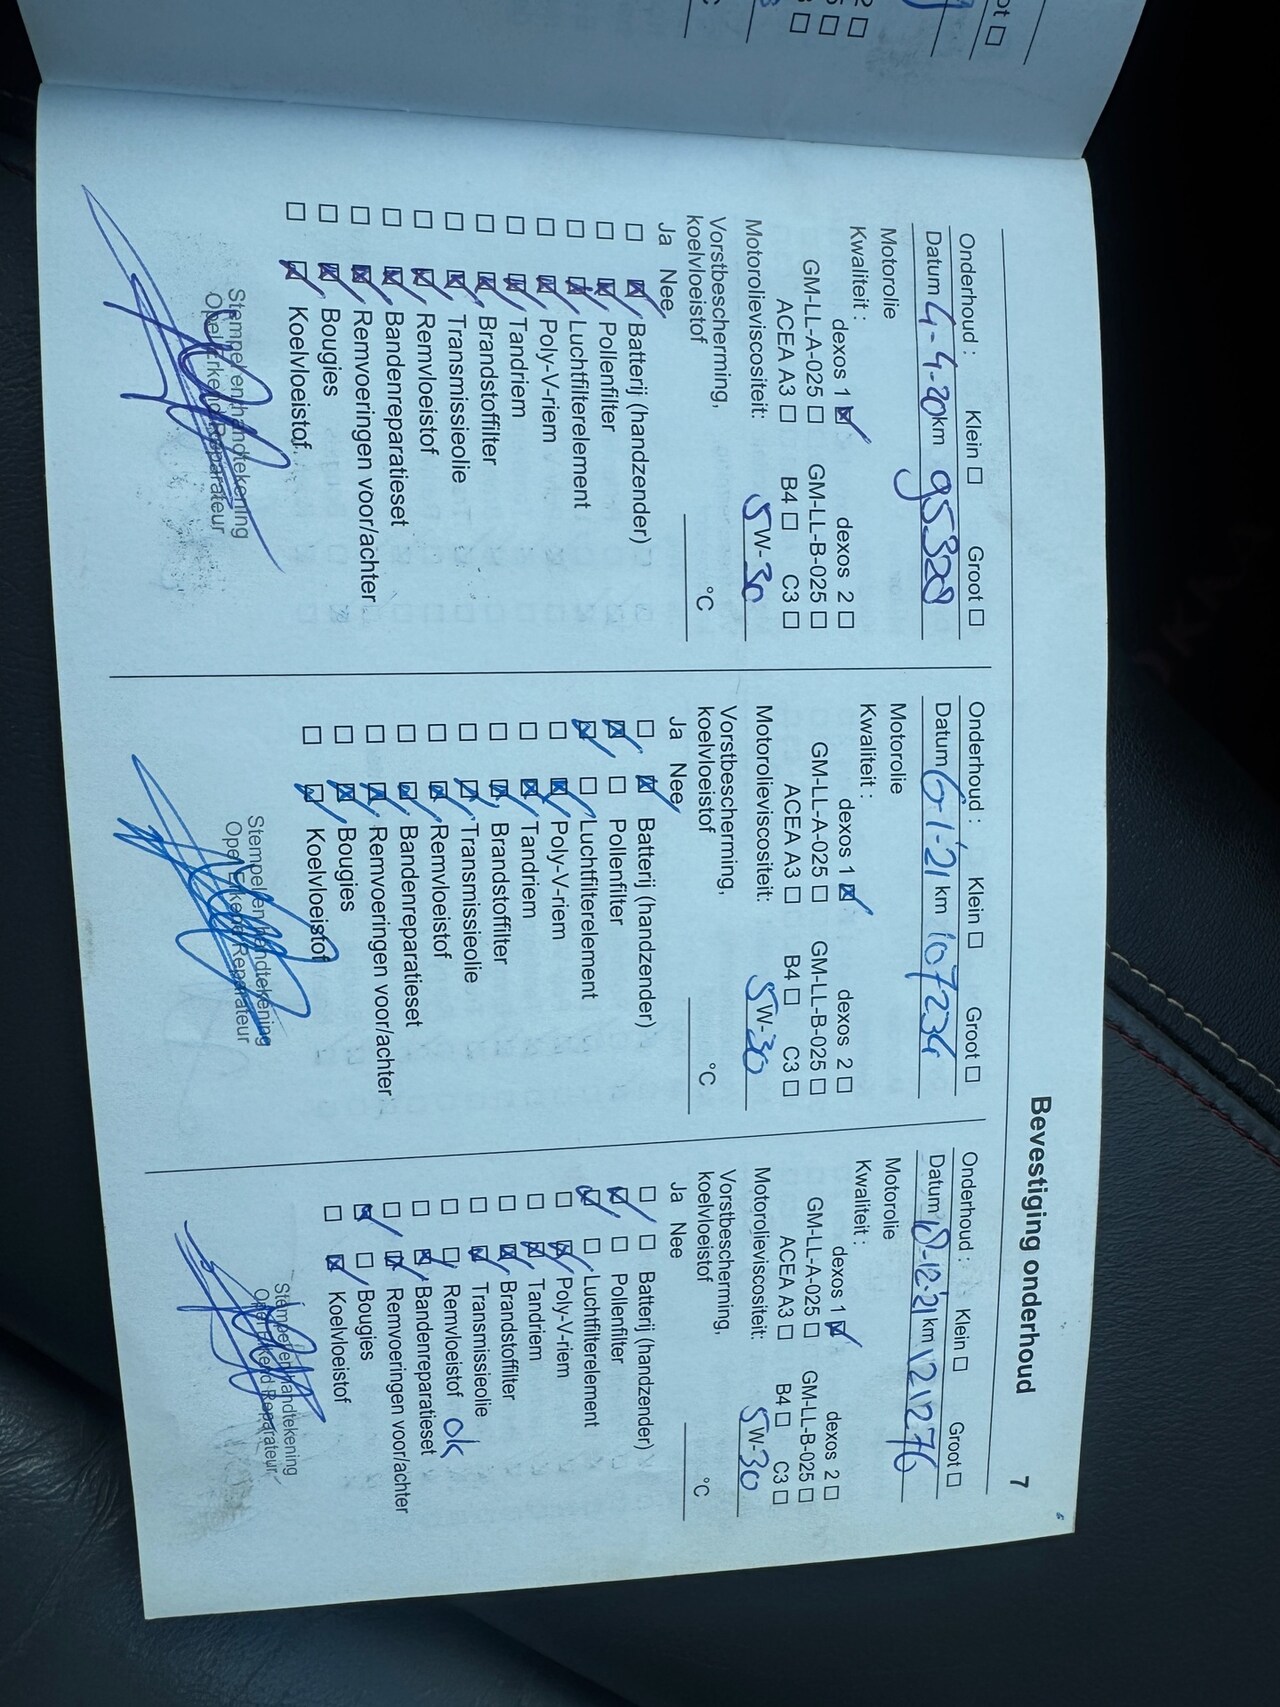 Bevestiging onderhoud 7
Onderhoud : Klein ☐ Groot ☐
Datum 4-4-20 km 95328
Motorolie
Kwaliteit : dexos 1 ☒ dexos 2 ☐
GM-LL-A-025 ☐ GM-LL-B-025 ☐
ACEA A3 ☐ B4 ☐ C3 ☐
Motorolieviscositeit: 5W-30
Vorstbescherming,
koelvloeistof °C
Ja Nee
☐ ☒ Batterij (handzender)
☐ ☒ Pollenfilter
☐ ☒ Luchtfilterelement
☐ ☒ Poly-V-riem
☐ ☒ Tandriem
☐ ☒ Brandstoffilter
☐ ☒ Transmissieolie
☐ ☒ Remvloeistof
☐ ☒ Bandenreparatieset
☐ ☒ Remvoeringen voor/achter
☐ ☒ Bougies
☐ ☒ Koelvloeistof
Stempel en handtekening
Opel Erkend Reparateur
Onderhoud : Klein ☐ Groot ☐
Datum 6-1-'21 km 107234
Motorolie
Kwaliteit : dexos 1 ☒ dexos 2 ☐
GM-LL-A-025 ☐ GM-LL-B-025 ☐
ACEA A3 ☐ B4 ☐ C3 ☐
Motorolieviscositeit: 5W-30
Vorstbescherming,
koelvloeistof °C
Ja Nee
☐ ☒ Batterij (handzender)
☒ ☐ Pollenfilter
☒ ☐ Luchtfilterelement
☐ ☒ Poly-V-riem
☐ ☒ Tandriem
☐ ☒ Brandstoffilter
☐ ☒ Transmissieolie
☐ ☒ Remvloeistof
☐ ☒ Bandenreparatieset
☐ ☒ Remvoeringen voor/achter
☐ ☒ Bougies
☐ ☒ Koelvloeistof
Stempel en handtekening
Opel Erkend Reparateur
Onderhoud : Klein ☐ Groot ☐
Datum 8-12-21 km 121276
Motorolie
Kwaliteit : dexos 1 ☒ dexos 2 ☐
GM-LL-A-025 ☐ GM-LL-B-025 ☐
ACEA A3 ☐ B4 ☐ C3 ☐
Motorolieviscositeit: 5W-30
Vorstbescherming,
koelvloeistof °C
Ja Nee
☐ ☐ Batterij (handzender)
☒ ☐ Pollenfilter
☒ ☐ Luchtfilterelement
☐ ☒ Poly-V-riem
☐ ☒ Tandriem
☐ ☒ Brandstoffilter
☐ ☒ Transmissieolie
☐ ☐ Remvloeistof ok
☐ ☒ Bandenreparatieset
☐ ☒ Remvoeringen voor/achter
☒ ☐ Bougies
☐ ☒ Koelvloeistof
Stempel en handtekening
Opel Erkend Reparateur